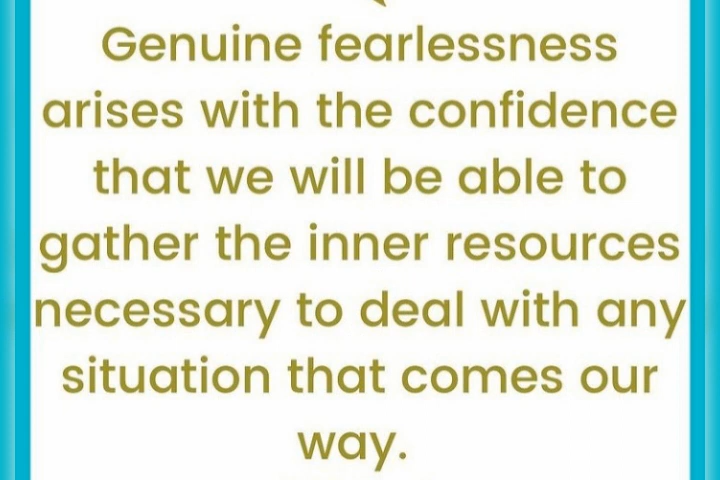 Genuine fearlessness
arises with the confidence
that we will be able to
gather the inner resources
necessary to deal with any
situation that comes our
way.